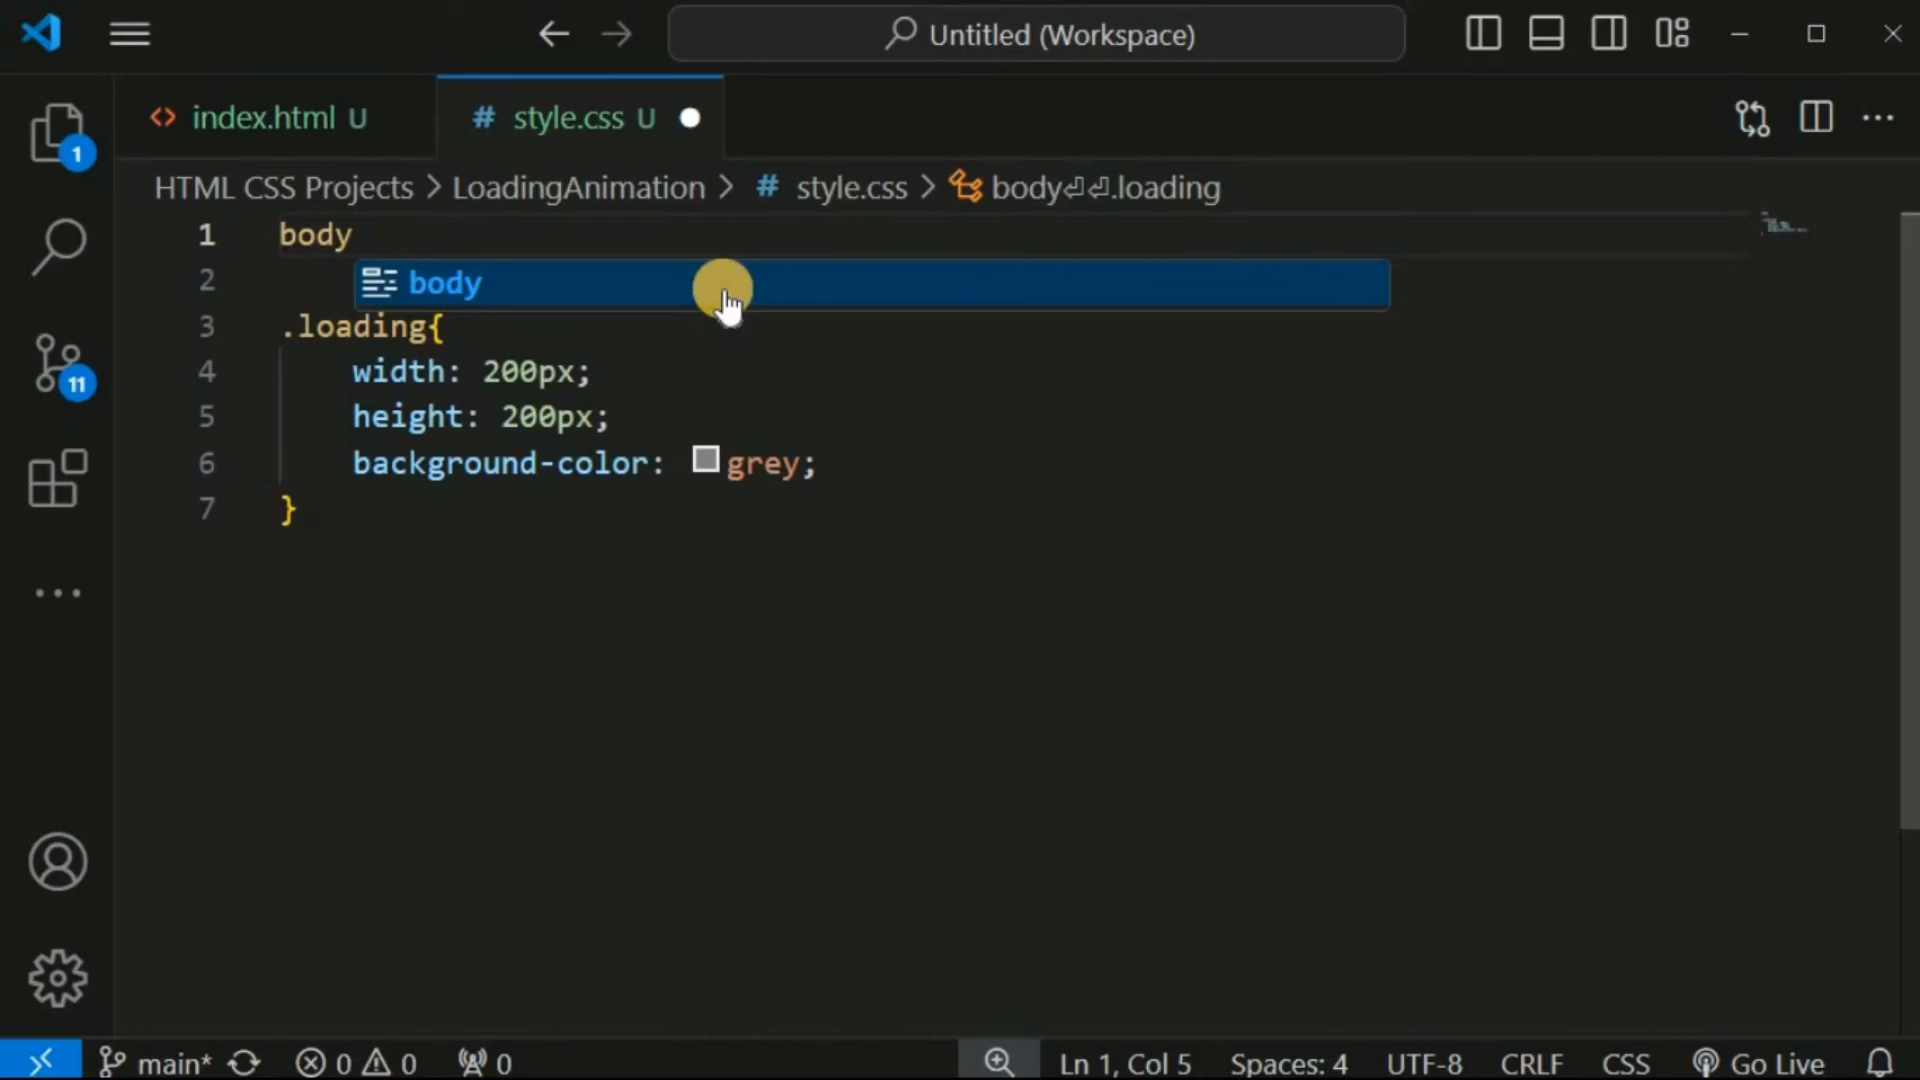 Untitled (Workspace)
index.html U
# style.css U
1
HTML CSS Projects > LoadingAnimation > # style.css > body⏎⏎.loading
1 body
2 body
3 .loading{
4 width: 200px;
5 height: 200px;
6 background-color: grey;
7 }
11
main* 0 0 0 Ln 1, Col 5 Spaces: 4 UTF-8 CRLF CSS Go Live